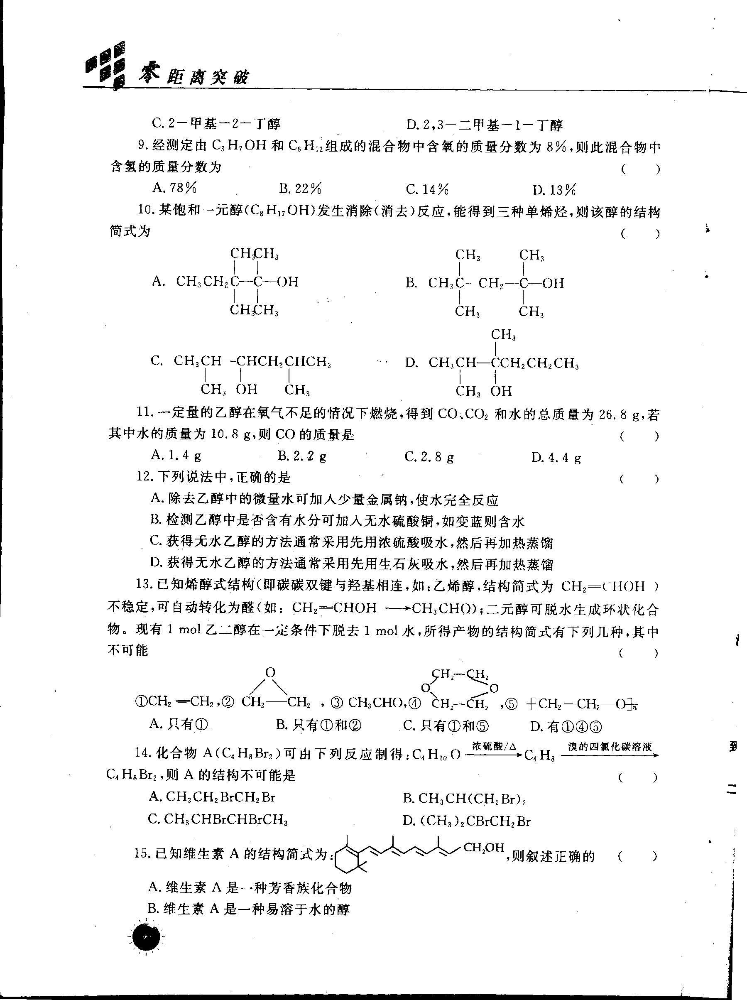 零距离突破
C. 2－甲基－2－丁醇 D. 2,3－二甲基－1－丁醇
9. 经测定由 C₃H₇OH 和 C₆H₁₂组成的混合物中含氧的质量分数为 8%,则此混合物中
含氢的质量分数为 ( )
A. 78% B. 22% C. 14% D. 13%
10. 某饱和一元醇(C₈H₁₇OH)发生消除(消去)反应,能得到三种单烯烃,则该醇的结构
简式为 ( )
CH₃CH₃ CH₃ CH₃
A. CH₃CH₂C—C—OH B. CH₃C—CH₂—C—OH
CH₃CH₃ CH₃ CH₃
CH₃
C. CH₃CH—CHCH₂CHCH₃ D. CH₃CH—CCH₂CH₂CH₃
CH₃ OH CH₃ CH₃ OH
11. 一定量的乙醇在氧气不足的情况下燃烧,得到 CO、CO₂ 和水的总质量为 26.8 g,若
其中水的质量为 10.8 g,则 CO 的质量是 ( )
A. 1.4 g B. 2.2 g C. 2.8 g D. 4.4 g
12. 下列说法中,正确的是 ( )
A. 除去乙醇中的微量水可加入少量金属钠,使水完全反应
B. 检测乙醇中是否含有水分可加入无水硫酸铜,如变蓝则含水
C. 获得无水乙醇的方法通常采用先用浓硫酸吸水,然后再加热蒸馏
D. 获得无水乙醇的方法通常采用先用生石灰吸水,然后再加热蒸馏
13. 已知烯醇式结构(即碳碳双键与羟基相连,如:乙烯醇,结构简式为 CH₂═CHOH )
不稳定,可自动转化为醛(如: CH₂═CHOH ⟶CH₃CHO);二元醇可脱水生成环状化合
物。现有 1 mol 乙二醇在一定条件下脱去 1 mol 水,所得产物的结构简式有下列几种,其中
不可能 ( )
O CH₂—CH₂
O O
①CH₂ ═CH₂,② CH₂—CH₂ ,③ CH₃CHO,④ CH₂—CH₂ ,⑤ ⁅CH₂—CH₂—O⁆ₙ
A. 只有① B. 只有①和② C. 只有①和⑤ D. 有①④⑤
浓硫酸/△ 溴的四氯化碳溶液
14. 化合物 A(C₄H₈Br₂)可由下列反应制得:C₄H₁₀O ⟶C₄H₈ ⟶
C₄H₈Br₂,则 A 的结构不可能是 ( )
A. CH₃CH₂BrCH₂Br B. CH₃CH(CH₂Br)₂
C. CH₃CHBrCHBrCH₃ D. (CH₃)₂CBrCH₂Br
15. 已知维生素 A 的结构简式为: CH₂OH ,则叙述正确的 ( )
A. 维生素 A 是一种芳香族化合物
B. 维生素 A 是一种易溶于水的醇